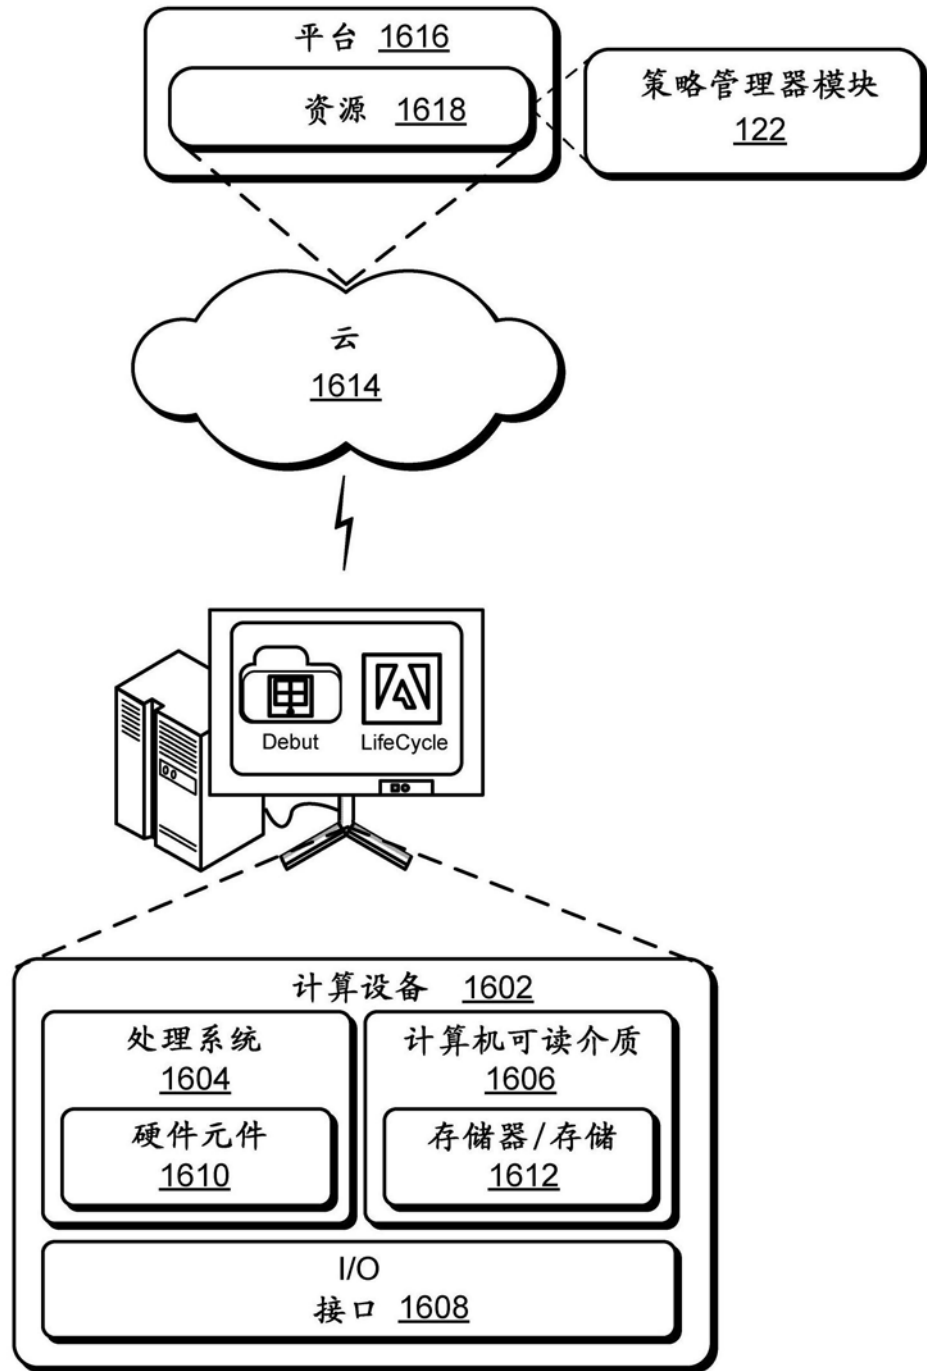 平台 1616
资源 1618
策略管理器模块
122
云
1614
Debut LifeCycle
计算设备 1602
处理系统
1604
硬件元件
1610
计算机可读介质
1606
存储器/存储
1612
I/O
接口 1608